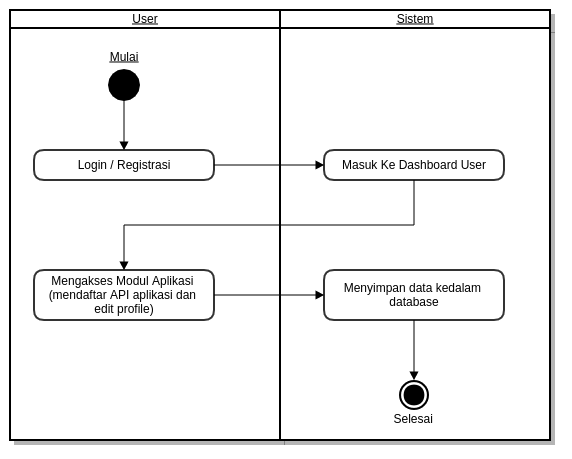 User
Sistem
Mulai
Login / Registrasi
Masuk Ke Dashboard User
Mengakses Modul Aplikasi
(mendaftar API aplikasi dan
edit profile)
Menyimpan data kedalam
database
Selesai